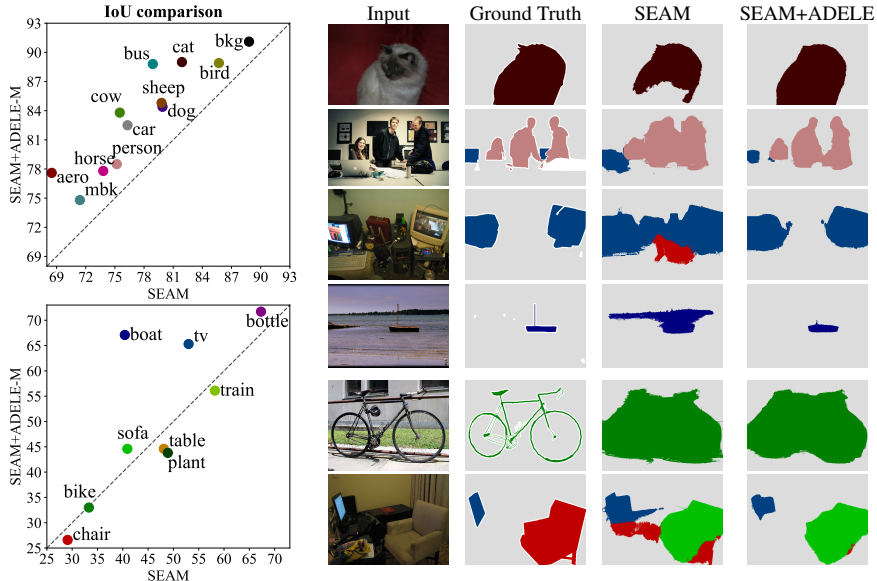 IoU comparison
93
90
87
84
81
78
75
72
69
SEAM+ADELE-M
bkg
cat
bus
bird
sheep
dog
cow
car
person
horse
aero
mbk
69 72 75 78 81 84 87 90 93
SEAM
70
65
60
55
50
45
40
35
30
25
SEAM+ADELE-M
bottle
boat
tv
train
sofa
table
plant
bike
chair
25 30 35 40 45 50 55 60 65 70
SEAM
Input Ground Truth SEAM SEAM+ADELE